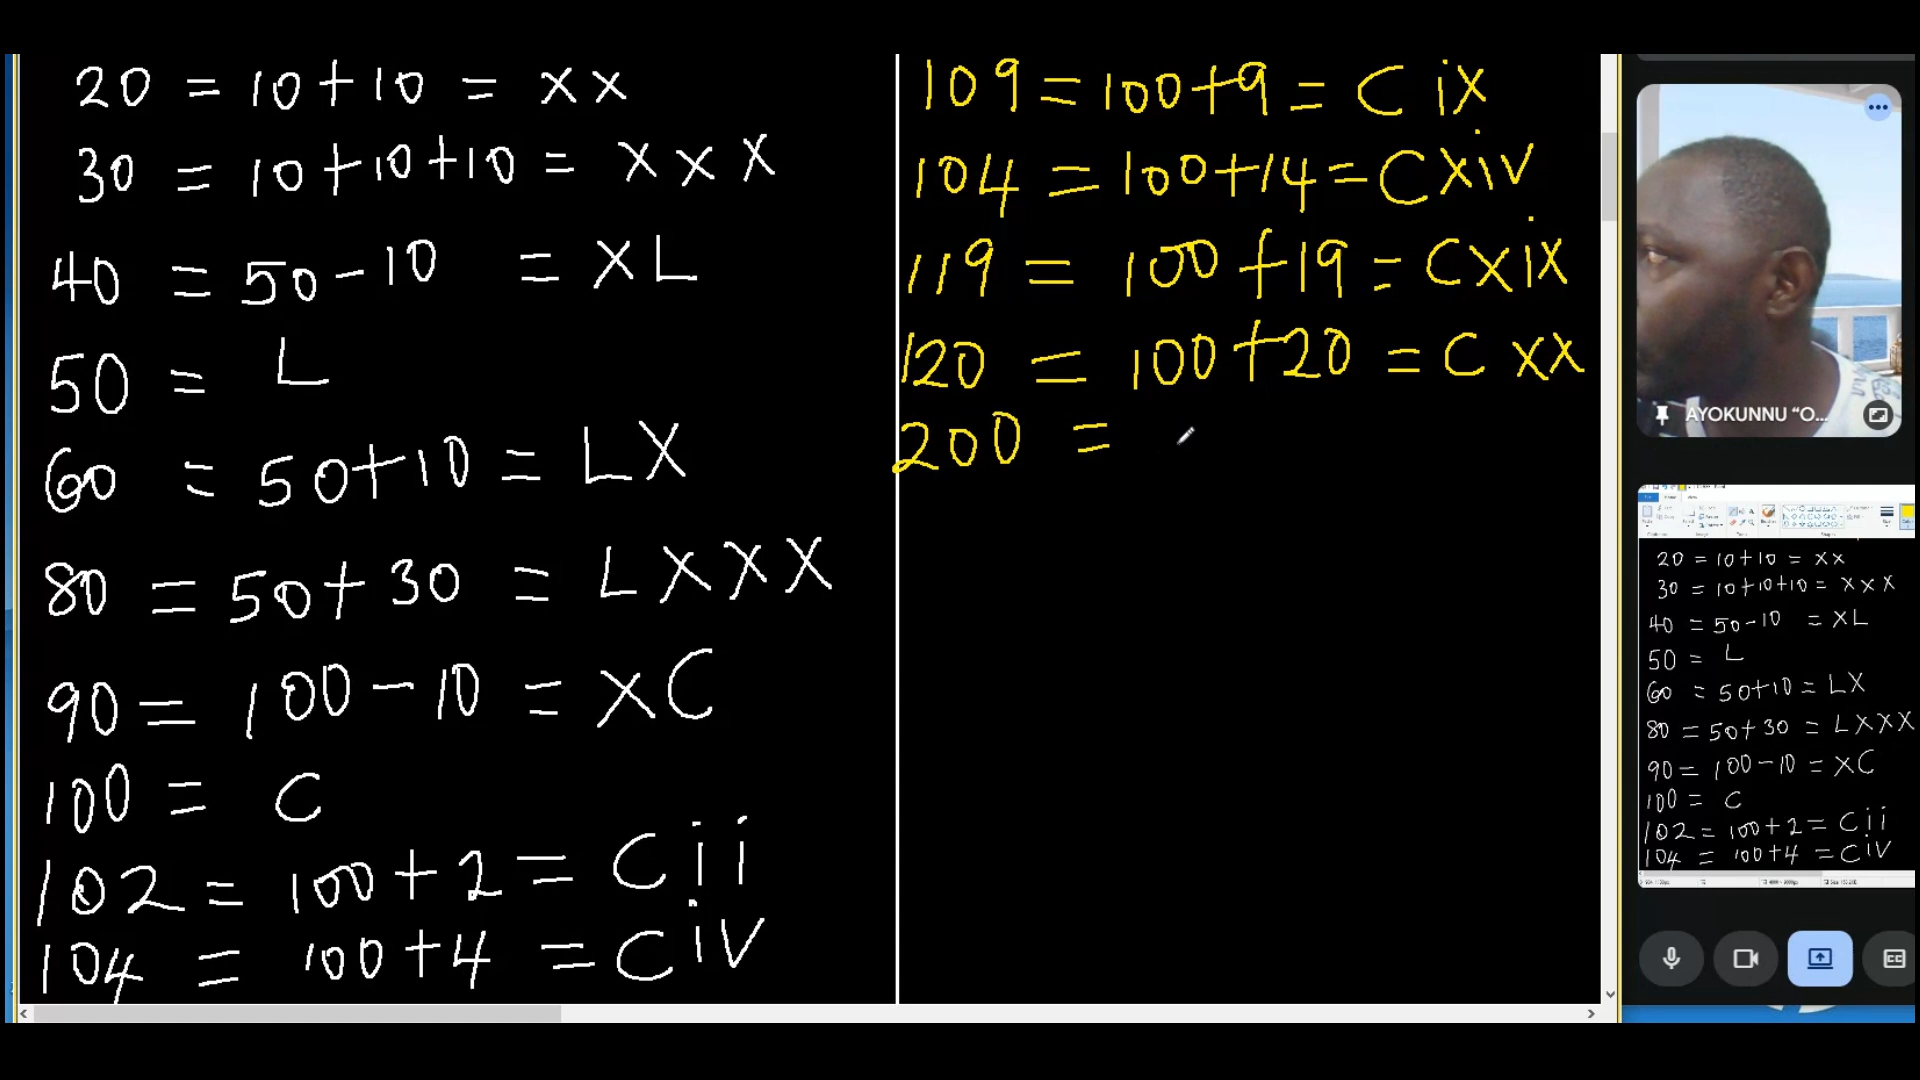 20 = 10+10 = xx
30 = 10+10+10 = x x x
40 = 50-10 = XL
50 = L
60 = 50+10 = LX
80 = 50+30 = LXXX
90 = 100-10 = XC
100 = C
102 = 100+2 = Cii
104 = 100+4 = Civ
109 = 100+9 = C ix
104 = 100+14 = Cxiv
119 = 100+19 = Cxix
120 = 100+20 = C xx
200 =
AYOKUNNU “O...
20 = 10+10 = xx
30 = 10+10+10 = x x x
40 = 50-10 = XL
50 = L
60 = 50+10 = LX
80 = 50+30 = LXXX
90 = 100-10 = XC
100 = C
102 = 100+2 = Cii
104 = 100+4 = Civ
CC